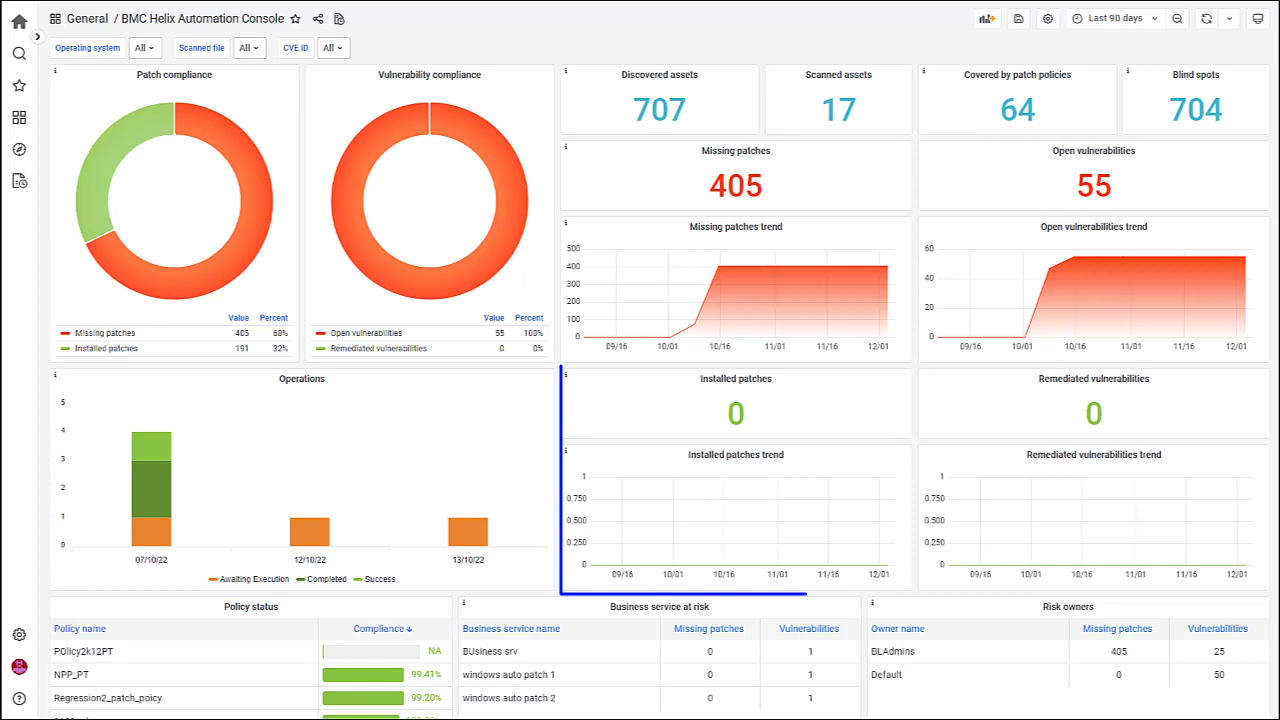 General / BMC Helix Automation Console
Last 90 days
Operating system All Scanned file All CVE ID All
Patch compliance
Value Percent
Missing patches 405 68%
Installed patches 191 32%
Vulnerability compliance
Value Percent
Open vulnerabilities 55 100%
Remediated vulnerabilities 0 0%
Discovered assets
707
Scanned assets
17
Covered by patch policies
64
Blind spots
704
Missing patches
405
Open vulnerabilities
55
Missing patches trend
500
400
300
200
100
0
09/16 10/01 10/16 11/01 11/16 12/01
Open vulnerabilities trend
60
40
20
0
09/16 10/01 10/16 11/01 11/16 12/01
Operations
5
4
3
2
1
0
07/10/22 12/10/22 13/10/22
Awaiting Execution Completed Success
Installed patches
0
Remediated vulnerabilities
0
Installed patches trend
1
0.750
0.500
0.250
0
09/16 10/01 10/16 11/01 11/16 12/01
Remediated vulnerabilities trend
1
0.750
0.500
0.250
0
09/16 10/01 10/16 11/01 11/16 12/01
Policy status
Policy name Compliance
POlicy2k12PT NA
NPP_PT 99.41%
Regression2_patch_poicy 99.20%
Business service at risk
Business service name Missing patches Vulnerabilities
BUsiness srv 0 1
windows auto patch 1 0 1
windows auto patch 2 0 1
Risk owners
Owner name Missing patches Vulnerabilities
BLAdmins 405 25
Default 0 50